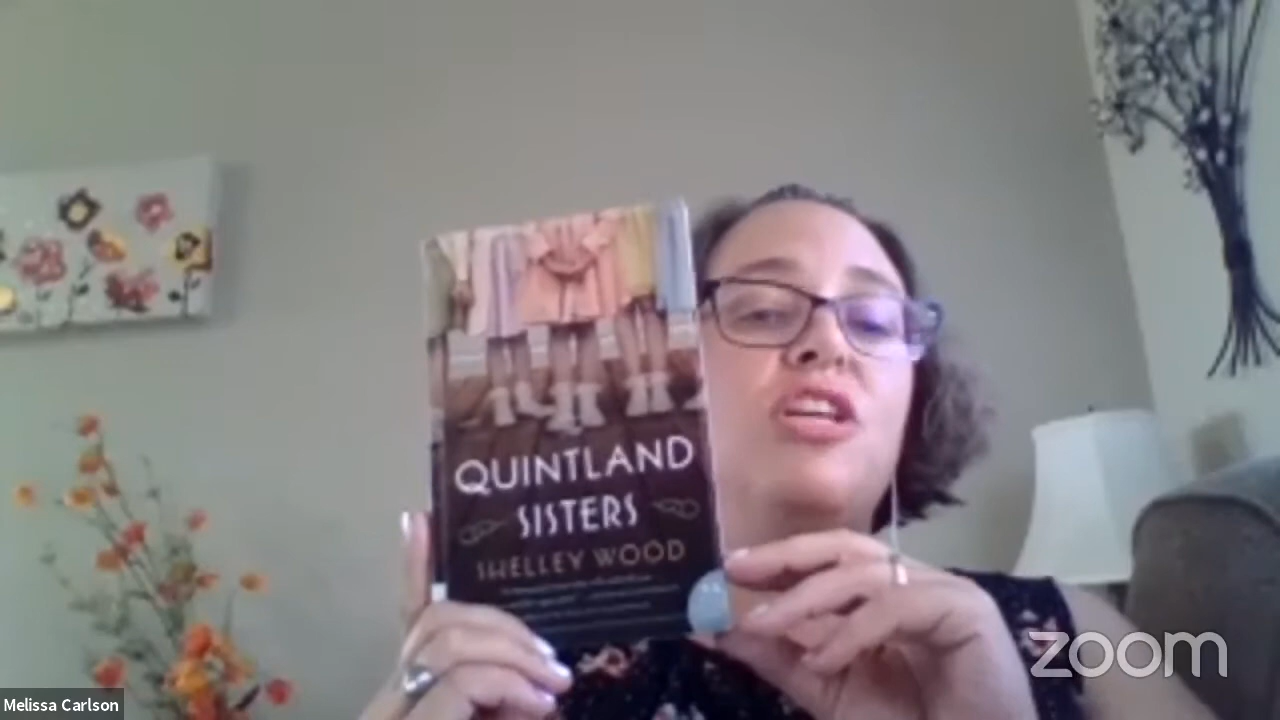 QUINTLAND
SISTERS
SHELLEY WOOD
zoom
Melissa Carlson